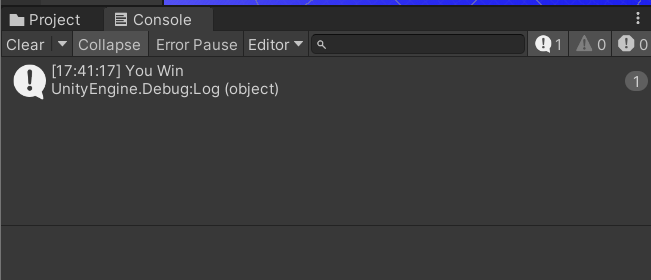 Project Console
Clear Collapse Error Pause Editor 1 0 0
[17:41:17] You Win 1
UnityEngine.Debug:Log (object)